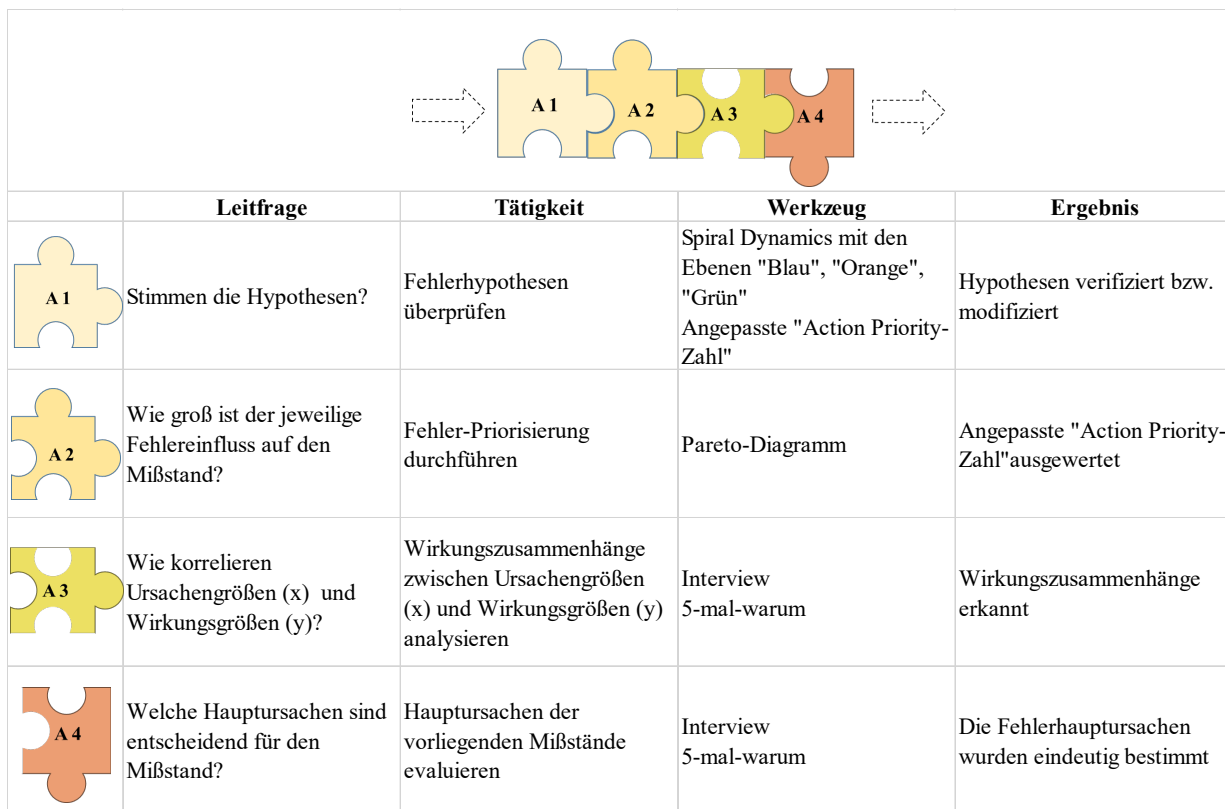 A 1
A 2
A 3
A 4
Leitfrage
Tätigkeit
Werkzeug
Ergebnis
A 1
Stimmen die Hypothesen?
Fehlerhypothesen
überprüfen
Spiral Dynamics mit den
Ebenen "Blau", "Orange",
"Grün"
Angepasste "Action Priority-
Zahl"
Hypothesen verifiziert bzw.
modifiziert
A 2
Wie groß ist der jeweilige
Fehlereinfluss auf den
Mißstand?
Fehler-Priorisierung
durchführen
Pareto-Diagramm
Angepasste "Action Priority-
Zahl"ausgewertet
A 3
Wie korrelieren
Ursachengrößen (x) und
Wirkungsgrößen (y)?
Wirkungszusammenhänge
zwischen Ursachengrößen
(x) und Wirkungsgrößen (y)
analysieren
Interview
5-mal-warum
Wirkungszusammenhänge
erkannt
A 4
Welche Hauptursachen sind
entscheidend für den
Mißstand?
Hauptursachen der
vorliegenden Mißstände
evaluieren
Interview
5-mal-warum
Die Fehlerhauptursachen
wurden eindeutig bestimmt